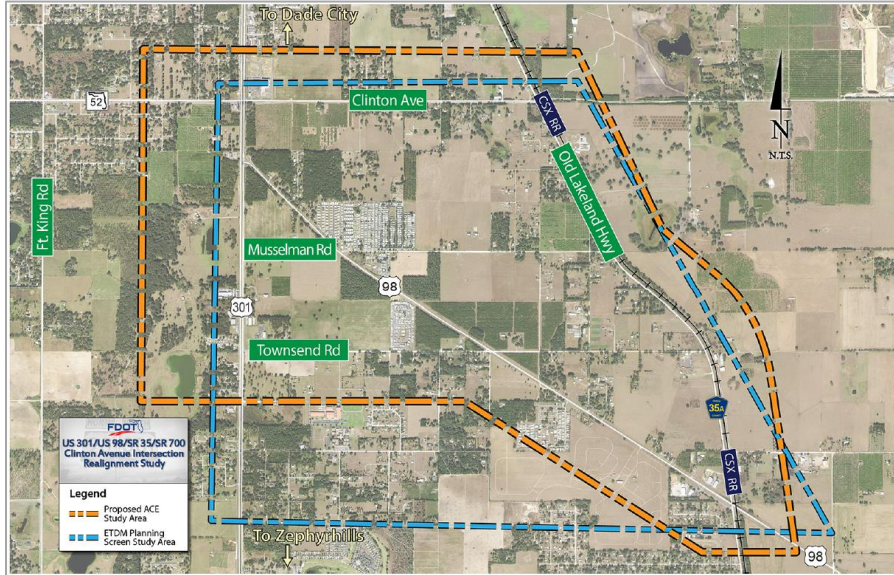 To Dade City
52
Clinton Ave
CSX RR
N
N.T.S.
Old Lakeland Hwy
Ft. King Rd
Musselman Rd
98
301
Townsend Rd
35A
CSX RR
FDOT
US 301/US 98/SR 35/SR 700
Clinton Avenue Intersection
Realignment Study
Legend
Proposed ACE
Study Area
ETDM Planning
Screen Study Area
To Zephyrhills
98